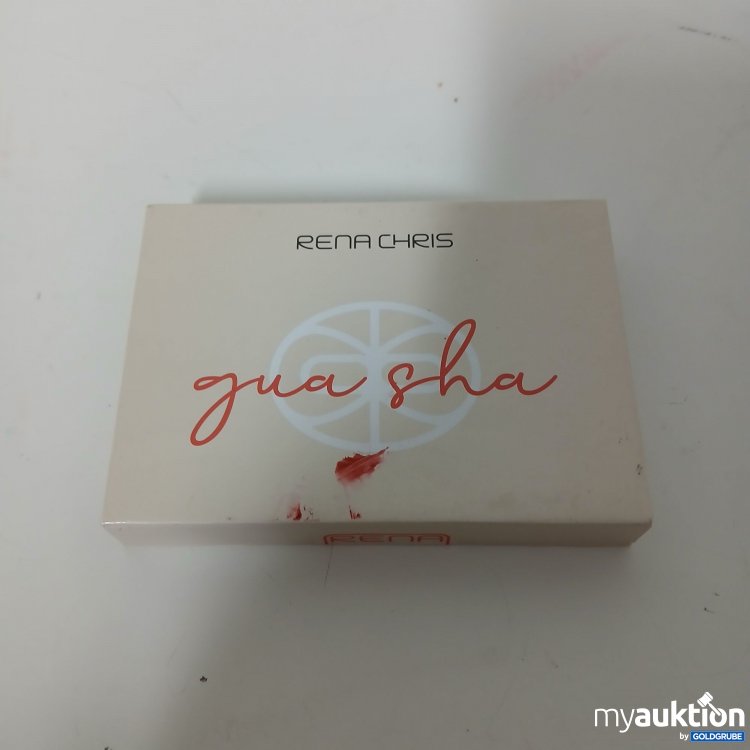 RENA CHRIS
gua sha
RENA
myauktion
by GOLDGRUBE